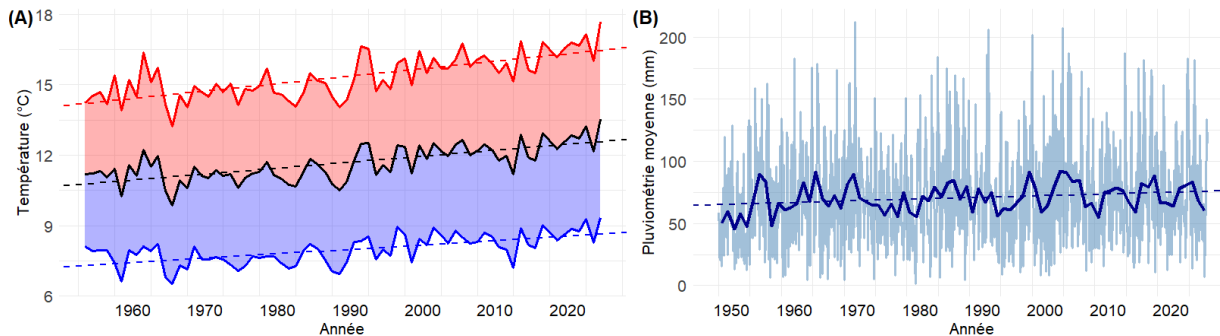 (A)
Température (°C)
18
15
12
9
6
1960 1970 1980 1990 2000 2010 2020
Année
(B)
Pluviométrie moyenne (mm)
200
150
100
50
0
1950 1960 1970 1980 1990 2000 2010 2020
Année